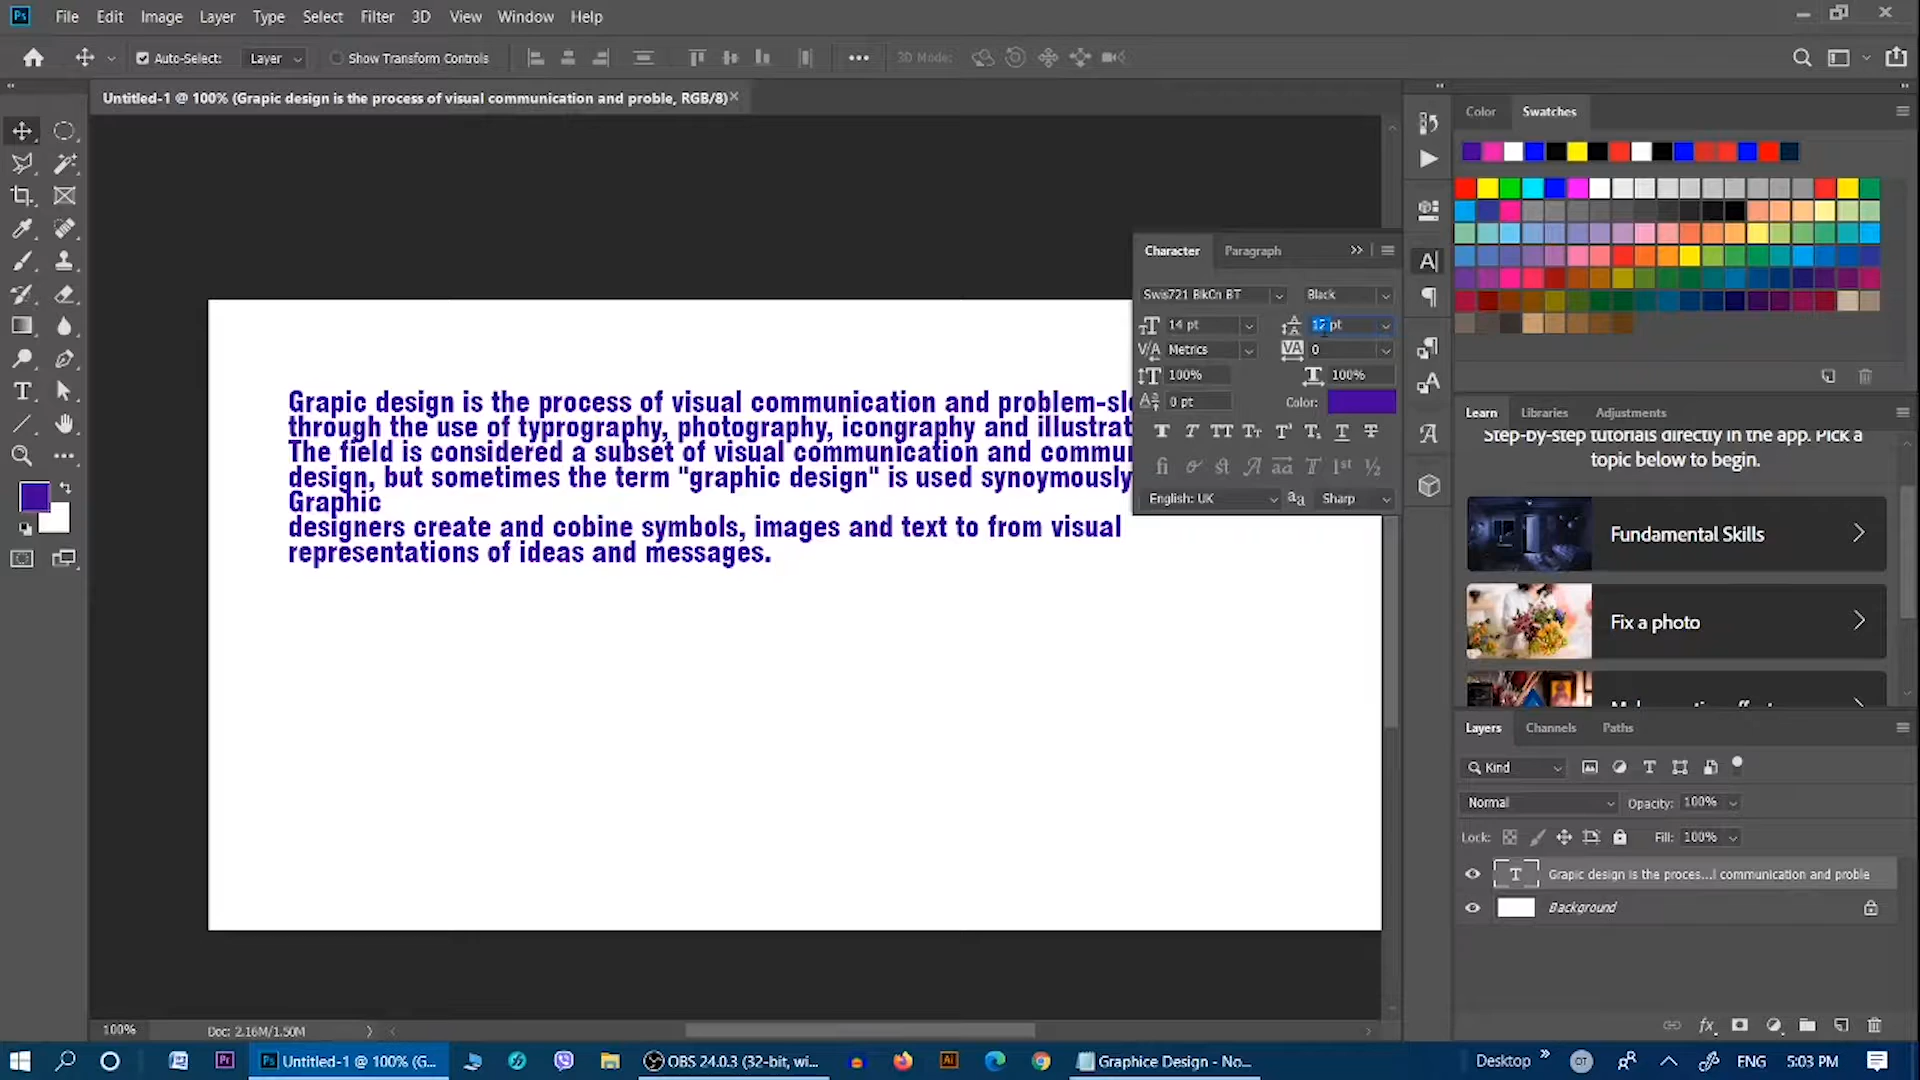 Ps File Edit Image Layer Type Select Filter 3D View Window Help
Auto-Select: Layer Show Transform Controls 3D Mode:
Untitled-1 @ 100% (Grapic design is the process of visual communication and proble, RGB/8)
Color Swatches
Character Paragraph
Swis721 BlkCn BT Black
14 pt 12 pt
Metrics 0
100% 100%
0 pt Color:
English: UK Sharp
Grapic design is the process of visual communication and
through the use of typrography, photography, icongraphy and
The field is considered a subset of visual communication and
design, but sometimes the term "graphic design" is used synoymously
Graphic
designers create and cobine symbols, images and text to from visual
representations of ideas and messages.
Learn Libraries Adjustments
Step-by-step tutorials directly in the app. Pick a
topic below to begin.
Fundamental Skills
Fix a photo
Layers Channels Paths
Kind
Normal Opacity: 100%
Lock: Fill: 100%
Grapic design is the proces...l communication and proble
Background
100% Doc: 2.16M/1.50M
Untitled-1 @ 100% (G... OBS 24.0.3 (32-bit, wi... Graphice Design - No... Desktop ENG 5:03 PM